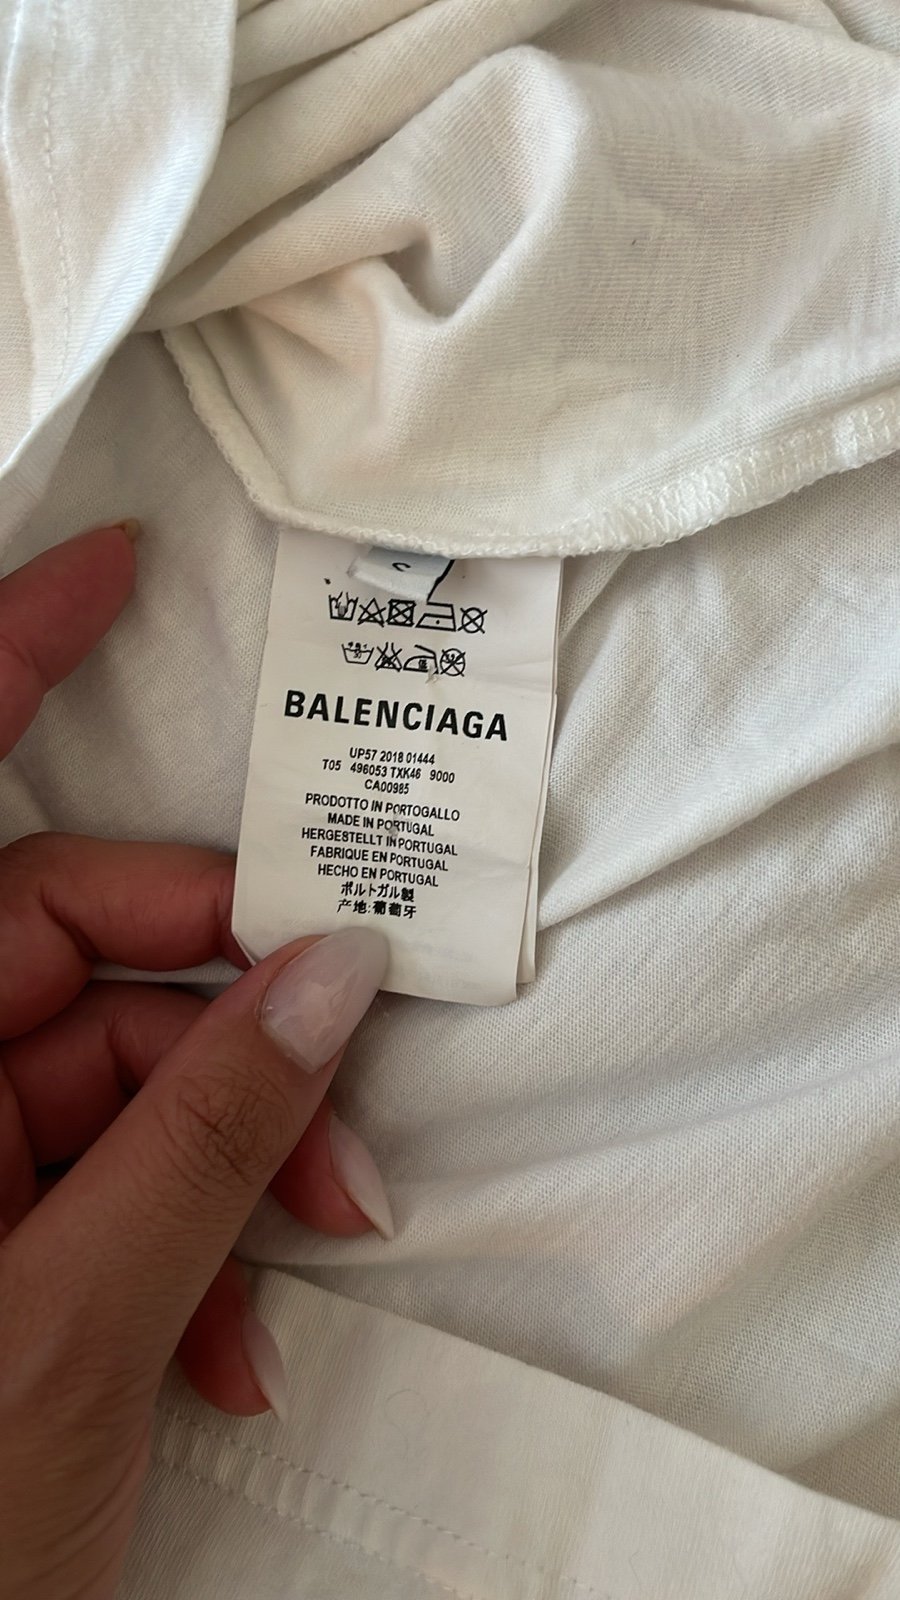 BALENCIAGA
UP57 2018 01444
T05 496053 TXK46 9000
CA00985
PRODOTTO IN PORTOGALLO
MADE IN PORTUGAL
HERGESTELLT IN PORTUGAL
FABRIQUE EN PORTUGAL
HECHO EN PORTUGAL
ポルトガル製
产地:葡萄牙